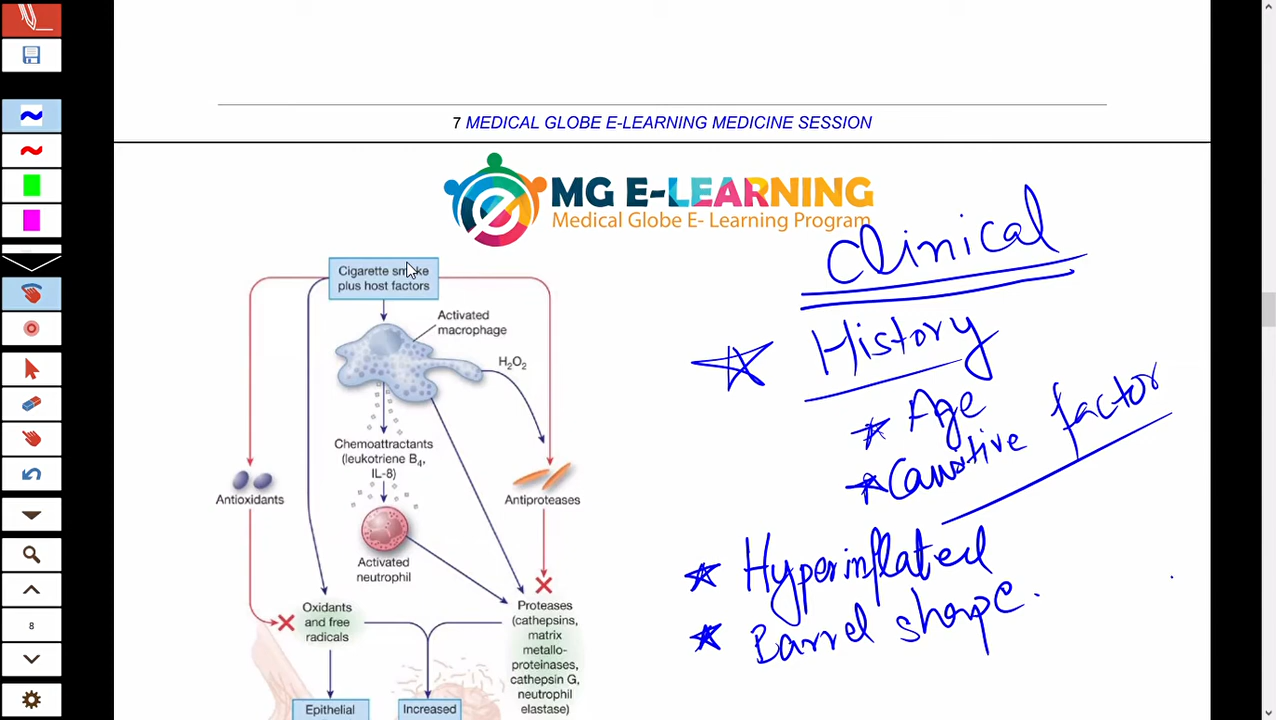 7 MEDICAL GLOBE E-LEARNING MEDICINE SESSION
MG E-LEARNING
Medical Globe E- Learning Program
Clinical
History
Age
Causitive factor
Hyperinflated
Barrel shape.
Cigarette smoke
plus host factors
Activated
macrophage
H2O2
Chemoattractants
(leukotriene B4,
IL-8)
Antioxidants
Antiproteases
Activated
neutrophil
Oxidants
and free
radicals
Proteases
(cathepsins,
matrix
metallo-
proteinases,
cathepsin G,
neutrophil
elastase)
Epithelial
Increased
8